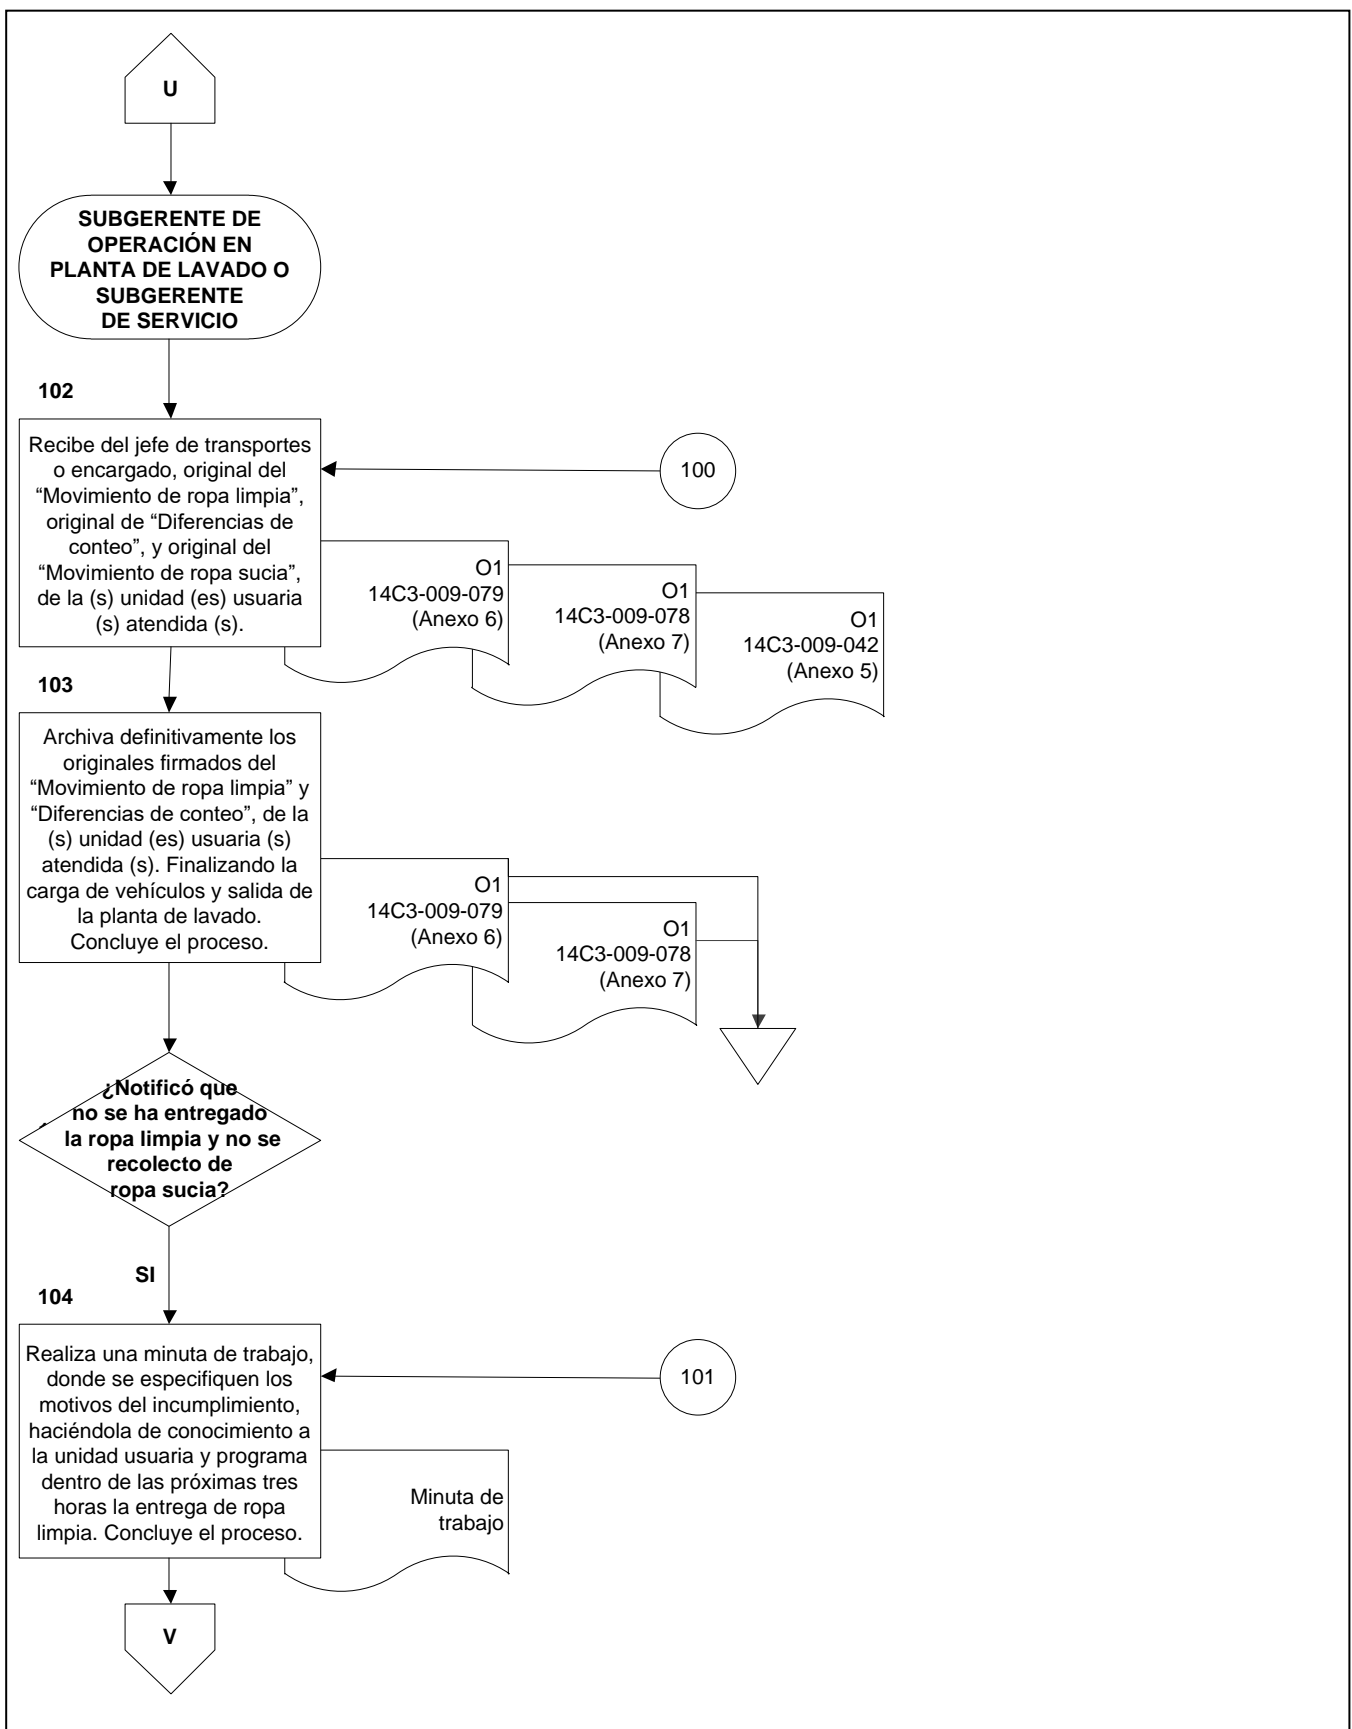 U
SUBGERENTE DE
OPERACIÓN EN
PLANTA DE LAVADO O
SUBGERENTE
DE SERVICIO
102
Recibe del jefe de transportes
o encargado, original del
“Movimiento de ropa limpia”,
original de “Diferencias de
conteo”, y original del
“Movimiento de ropa sucia”,
de la (s) unidad (es) usuaria
(s) atendida (s).
100
O1
14C3-009-079
(Anexo 6)
O1
14C3-009-078
(Anexo 7)
O1
14C3-009-042
(Anexo 5)
103
Archiva definitivamente los
originales firmados del
“Movimiento de ropa limpia” y
“Diferencias de conteo”, de la
(s) unidad (es) usuaria (s)
atendida (s). Finalizando la
carga de vehículos y salida de
la planta de lavado.
Concluye el proceso.
O1
14C3-009-079
(Anexo 6)
O1
14C3-009-078
(Anexo 7)
¿Notificó que
no se ha entregado
la ropa limpia y no se
recolecto de
ropa sucia?
SI
104
Realiza una minuta de trabajo,
donde se especifiquen los
motivos del incumplimiento,
haciéndola de conocimiento a
la unidad usuaria y programa
dentro de las próximas tres
horas la entrega de ropa
limpia. Concluye el proceso.
101
Minuta de
trabajo
V